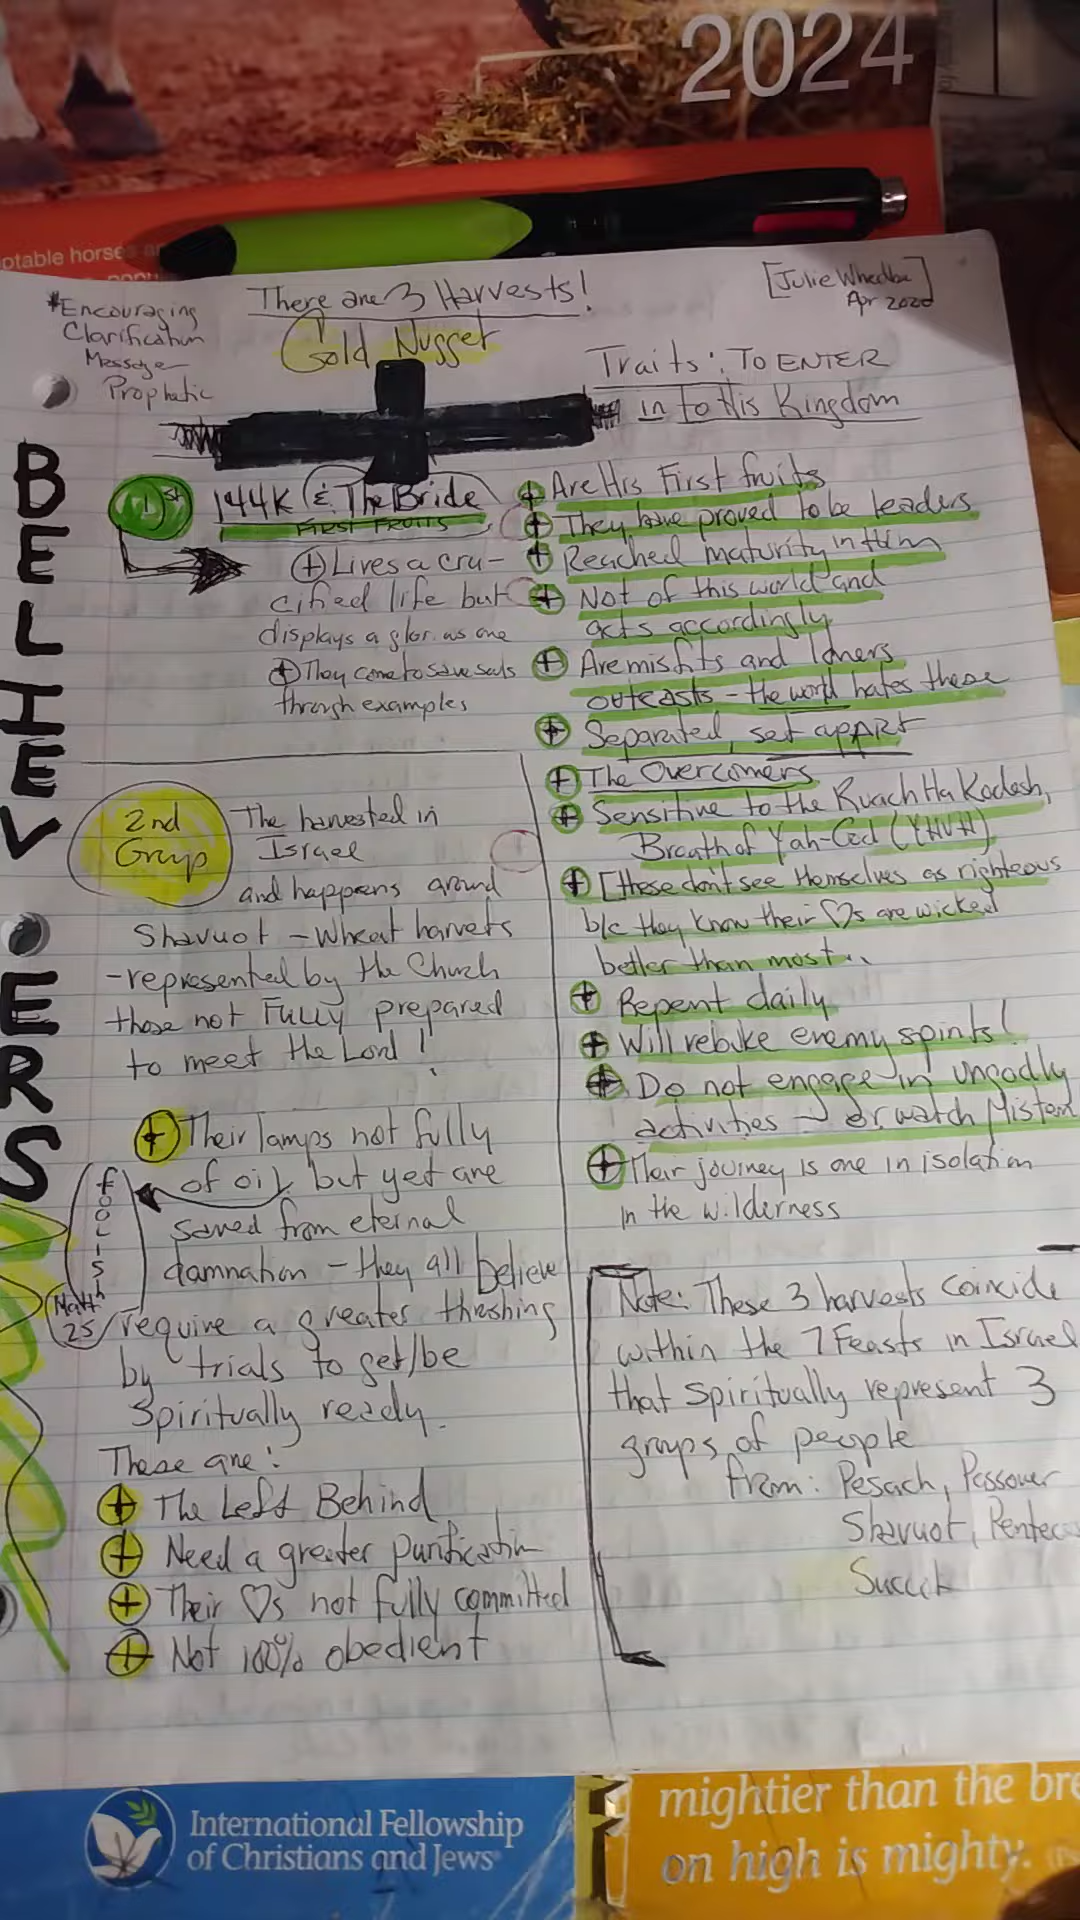 2024
ptable horses
There are 3 Harvests!
[Julie Whedbe]
Apr 2020
*Encouraging
Clarification
Message
Prophetic
Gold Nugget
Traits: TO ENTER
in to His Kingdom
BELIEVERS
1st
144K & The Bride
FIRST FRUITS
+ Lives a cru-
cified life but
displays a glor. as one
+ They come to save souls
through examples
+ Are His First fruits
+ They have proved to be leaders
+ Reached maturity in Him
+ Not of this world and
acts accordingly
+ Are misfits and loners
outcasts - the world hates these
+ Separated, set appART
+ The Overcomers
+ Sensitive to the Ruach Ha Kodesh,
Breath of Yah-God (YHVH)
+ [these don't see themselves as righteous
b/c they know their ♡s are wicked
better than most..
+ Repent daily
+ Will rebuke enemy spirits!
+ Do not engage in ungodly
activities - or watch
+ Their journey is one in isolation
in the wilderness
2nd
Group
The harvested in
Israel
and happens around
Shavuot - Wheat harvets
-represented by the Church
those not Fully prepared
to meet the Lord!
+ Their lamps not fully
of oil, but yet are
saved from eternal
damnation - they all believe
require a greater threshing
by trials to get/be
Spiritually ready.
foolish
Matt
25
These are:
+ The Left Behind
+ Need a greater purification
+ Their ♡s not fully committed
+ Not 100% obedient
Note: These 3 harvests coincide
within the 7 Feasts in Israel
that spiritually represent 3
groups of people
from: Pesach, Passover
Shavuot, Pentec
International Fellowship
of Christians and Jews
mightier than the bre
on high is mighty.